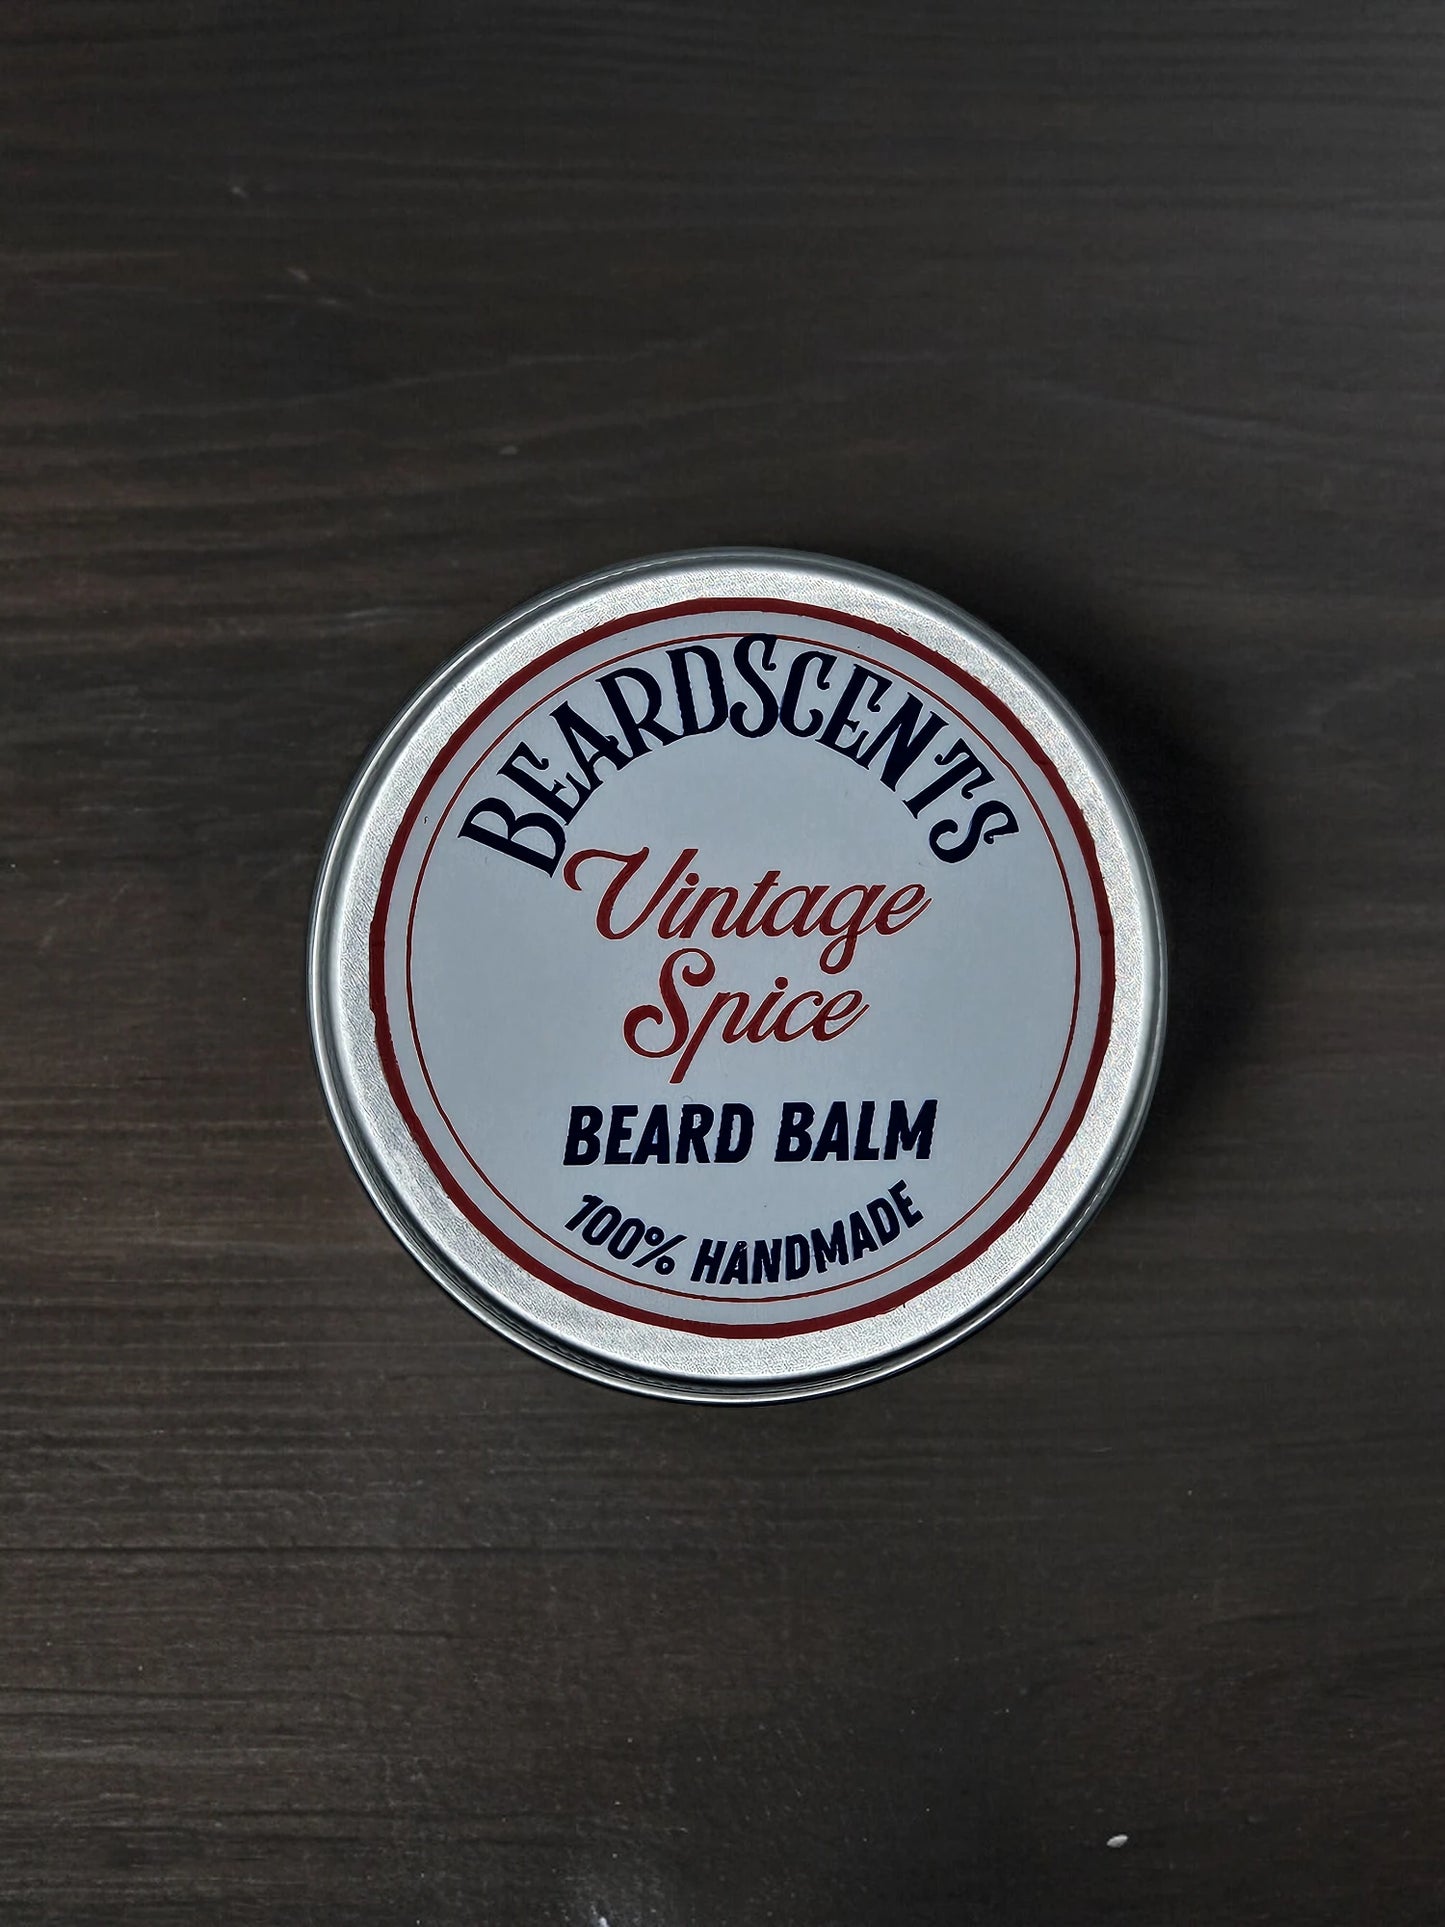 BEARDSCENTS
Vintage
Spice
BEARD BALM
100% HANDMADE